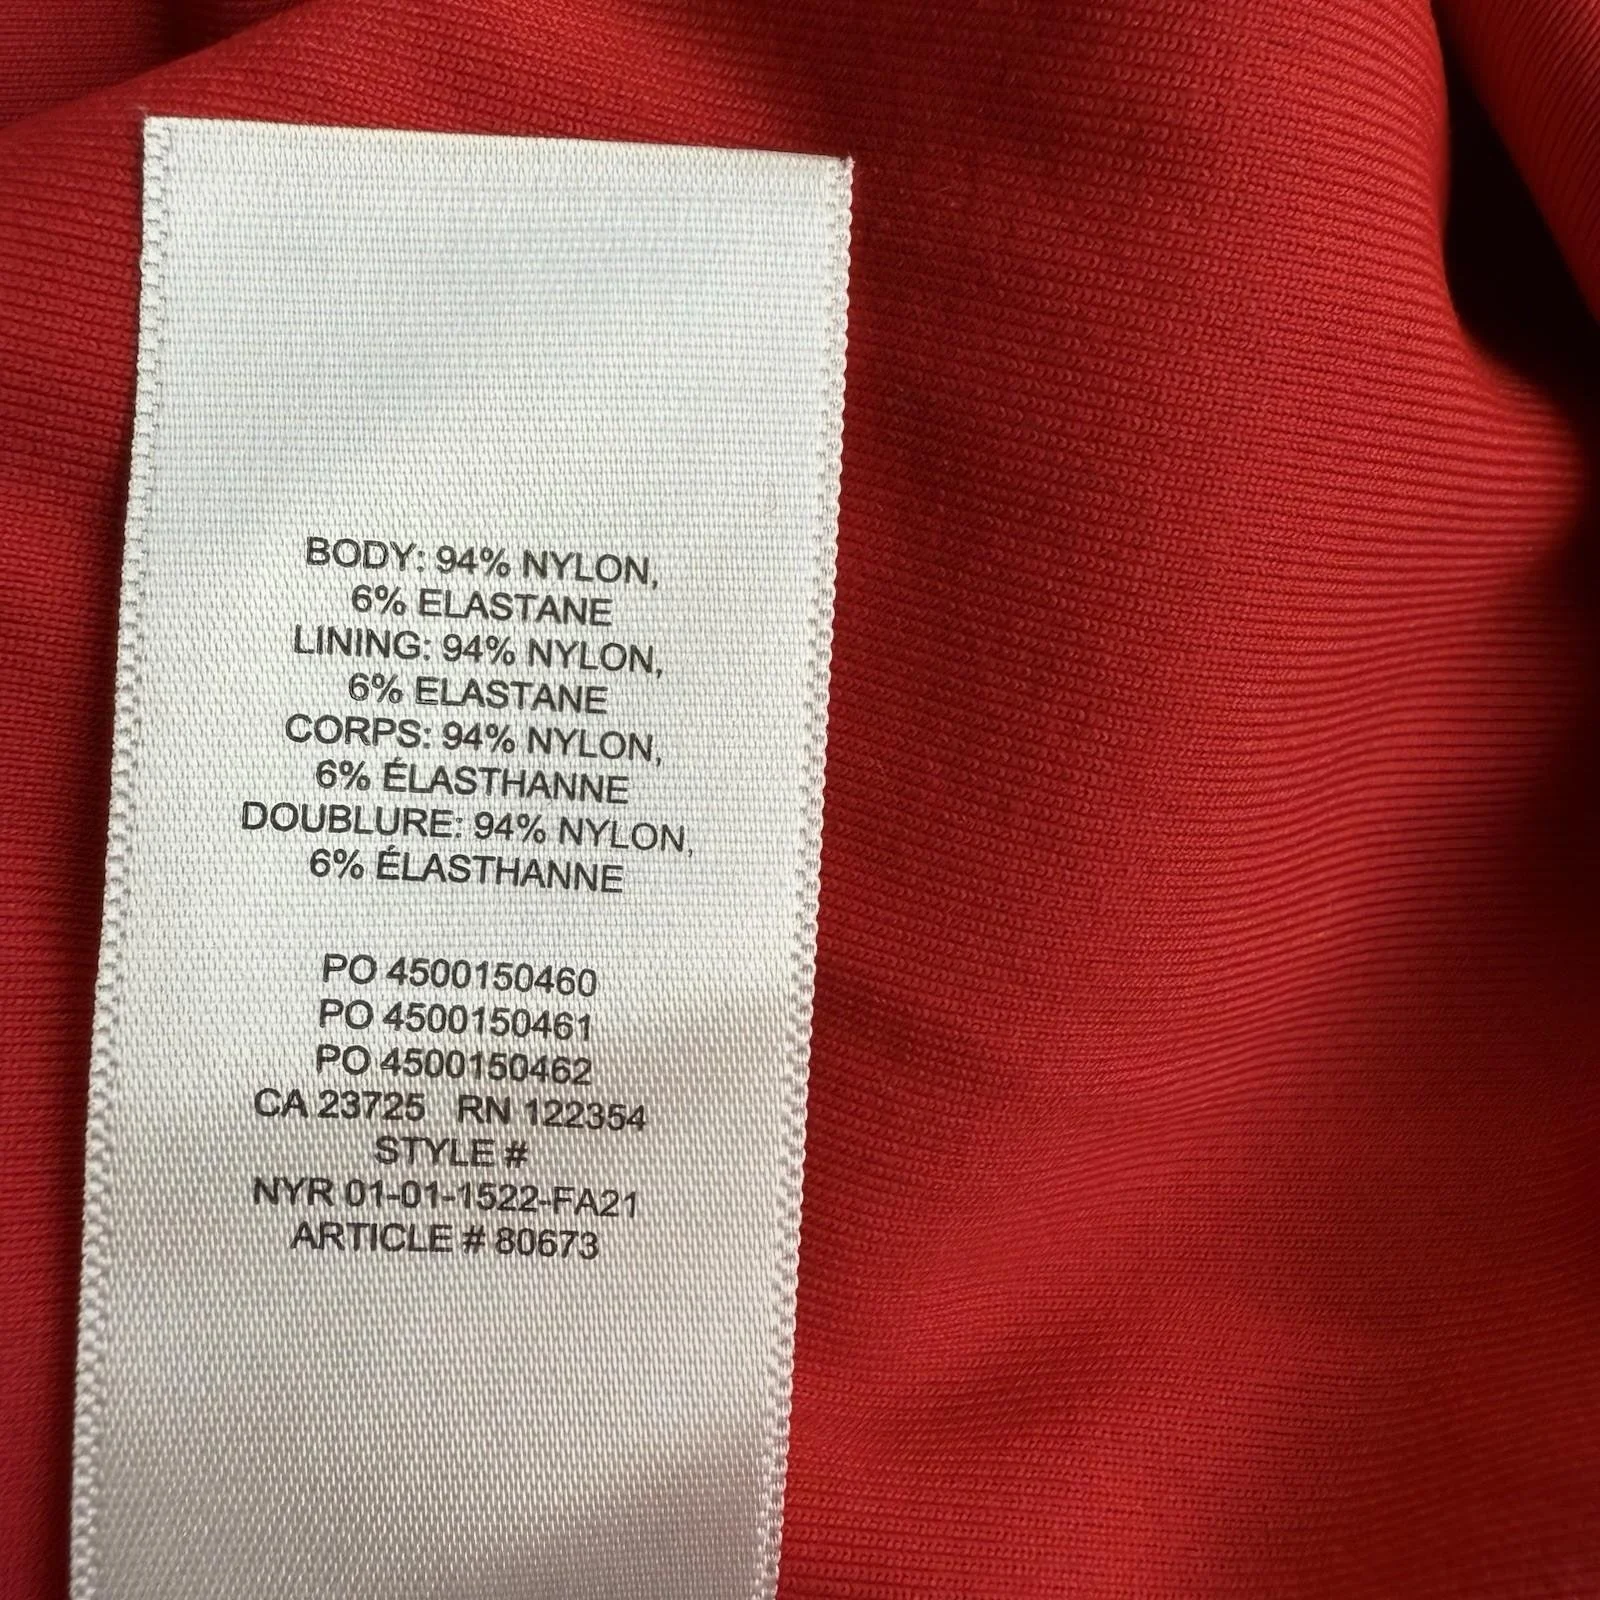 BODY: 94% NYLON,
6% ELASTANE
LINING: 94% NYLON,
6% ELASTANE
CORPS: 94% NYLON,
6% ÉLASTHANNE
DOUBLURE: 94% NYLON,
6% ÉLASTHANNE
PO 4500150460
PO 4500150461
PO 4500150462
CA 23725 RN 122354
STYLE #
NYR 01-01-1522-FA21
ARTICLE # 80673